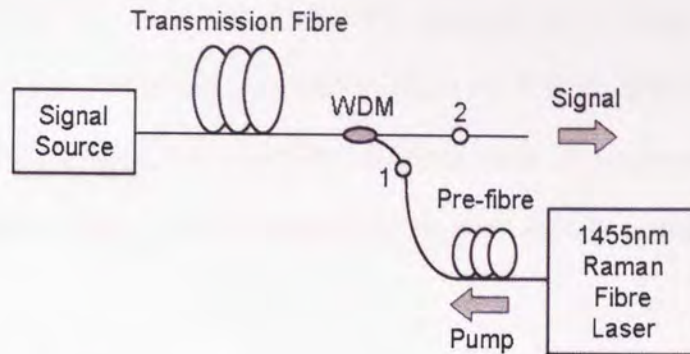 Transmission Fibre
Signal
Source
WDM
2
Signal
1
Pre-fibre
Pump
1455nm
Raman
Fibre
Laser